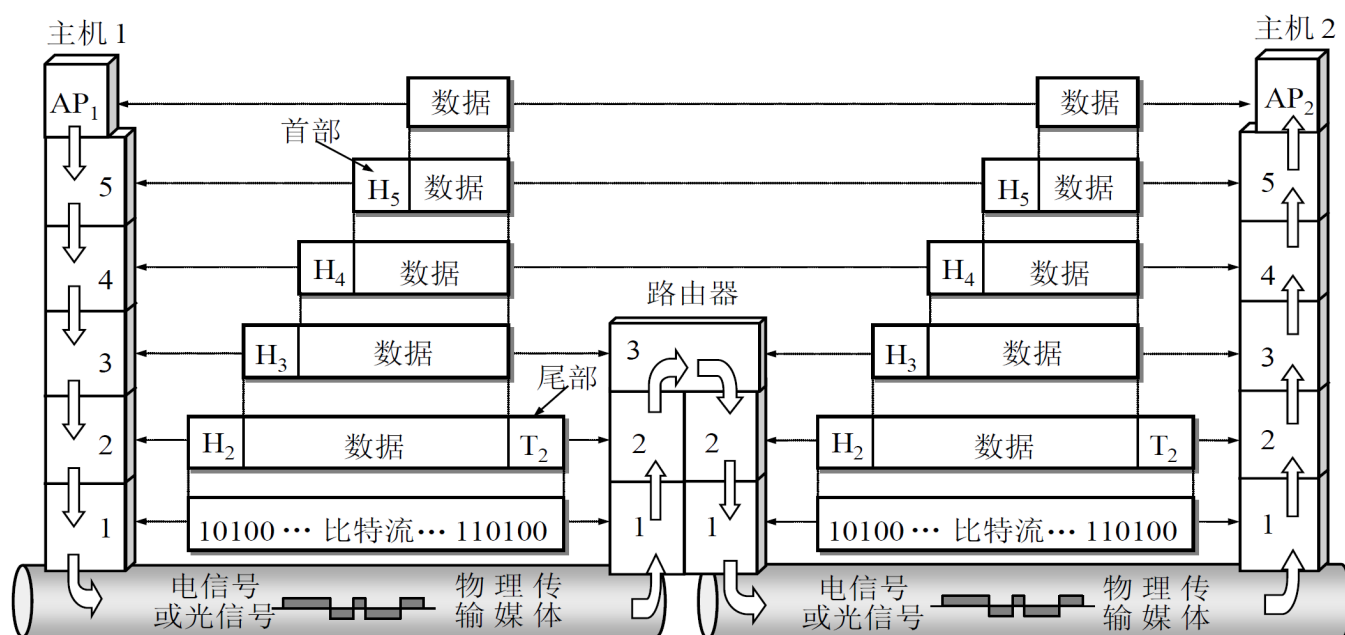 主机 1
主机 2
AP₁
数据
数据
AP₂
首部
5
H₅ 数据
H₅ 数据
5
4
H₄ 数据
H₄ 数据
4
路由器
3
H₃ 数据
3
H₃ 数据
3
尾部
2
H₂ 数据 T₂
2
2
H₂ 数据 T₂
2
1
10100 ··· 比特流 ··· 110100
1
1
10100 ··· 比特流 ··· 110100
1
电信号
或光信号
物 理 传
输 媒 体
电信号
或光信号
物 理 传
输 媒 体